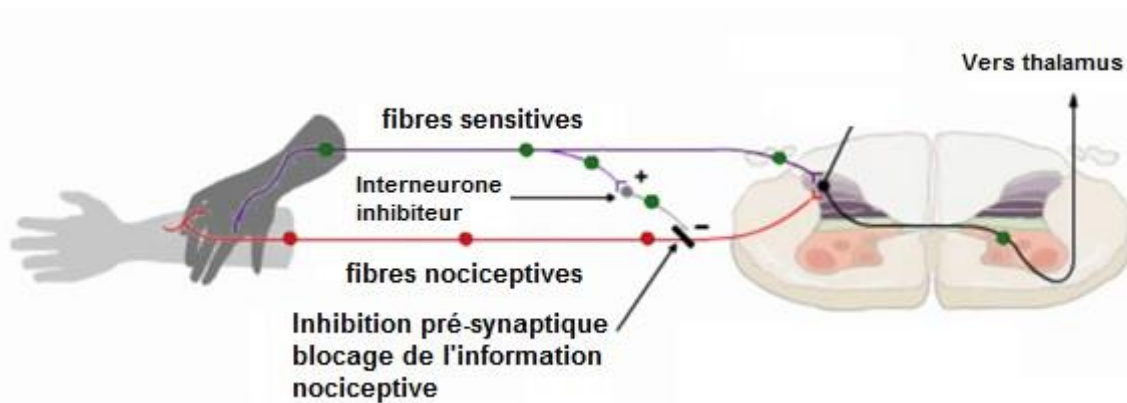 Vers thalamus
fibres sensitives
+
Interneurone
inhibiteur
-
fibres nociceptives
Inhibition pré-synaptique
blocage de l'information
nociceptive